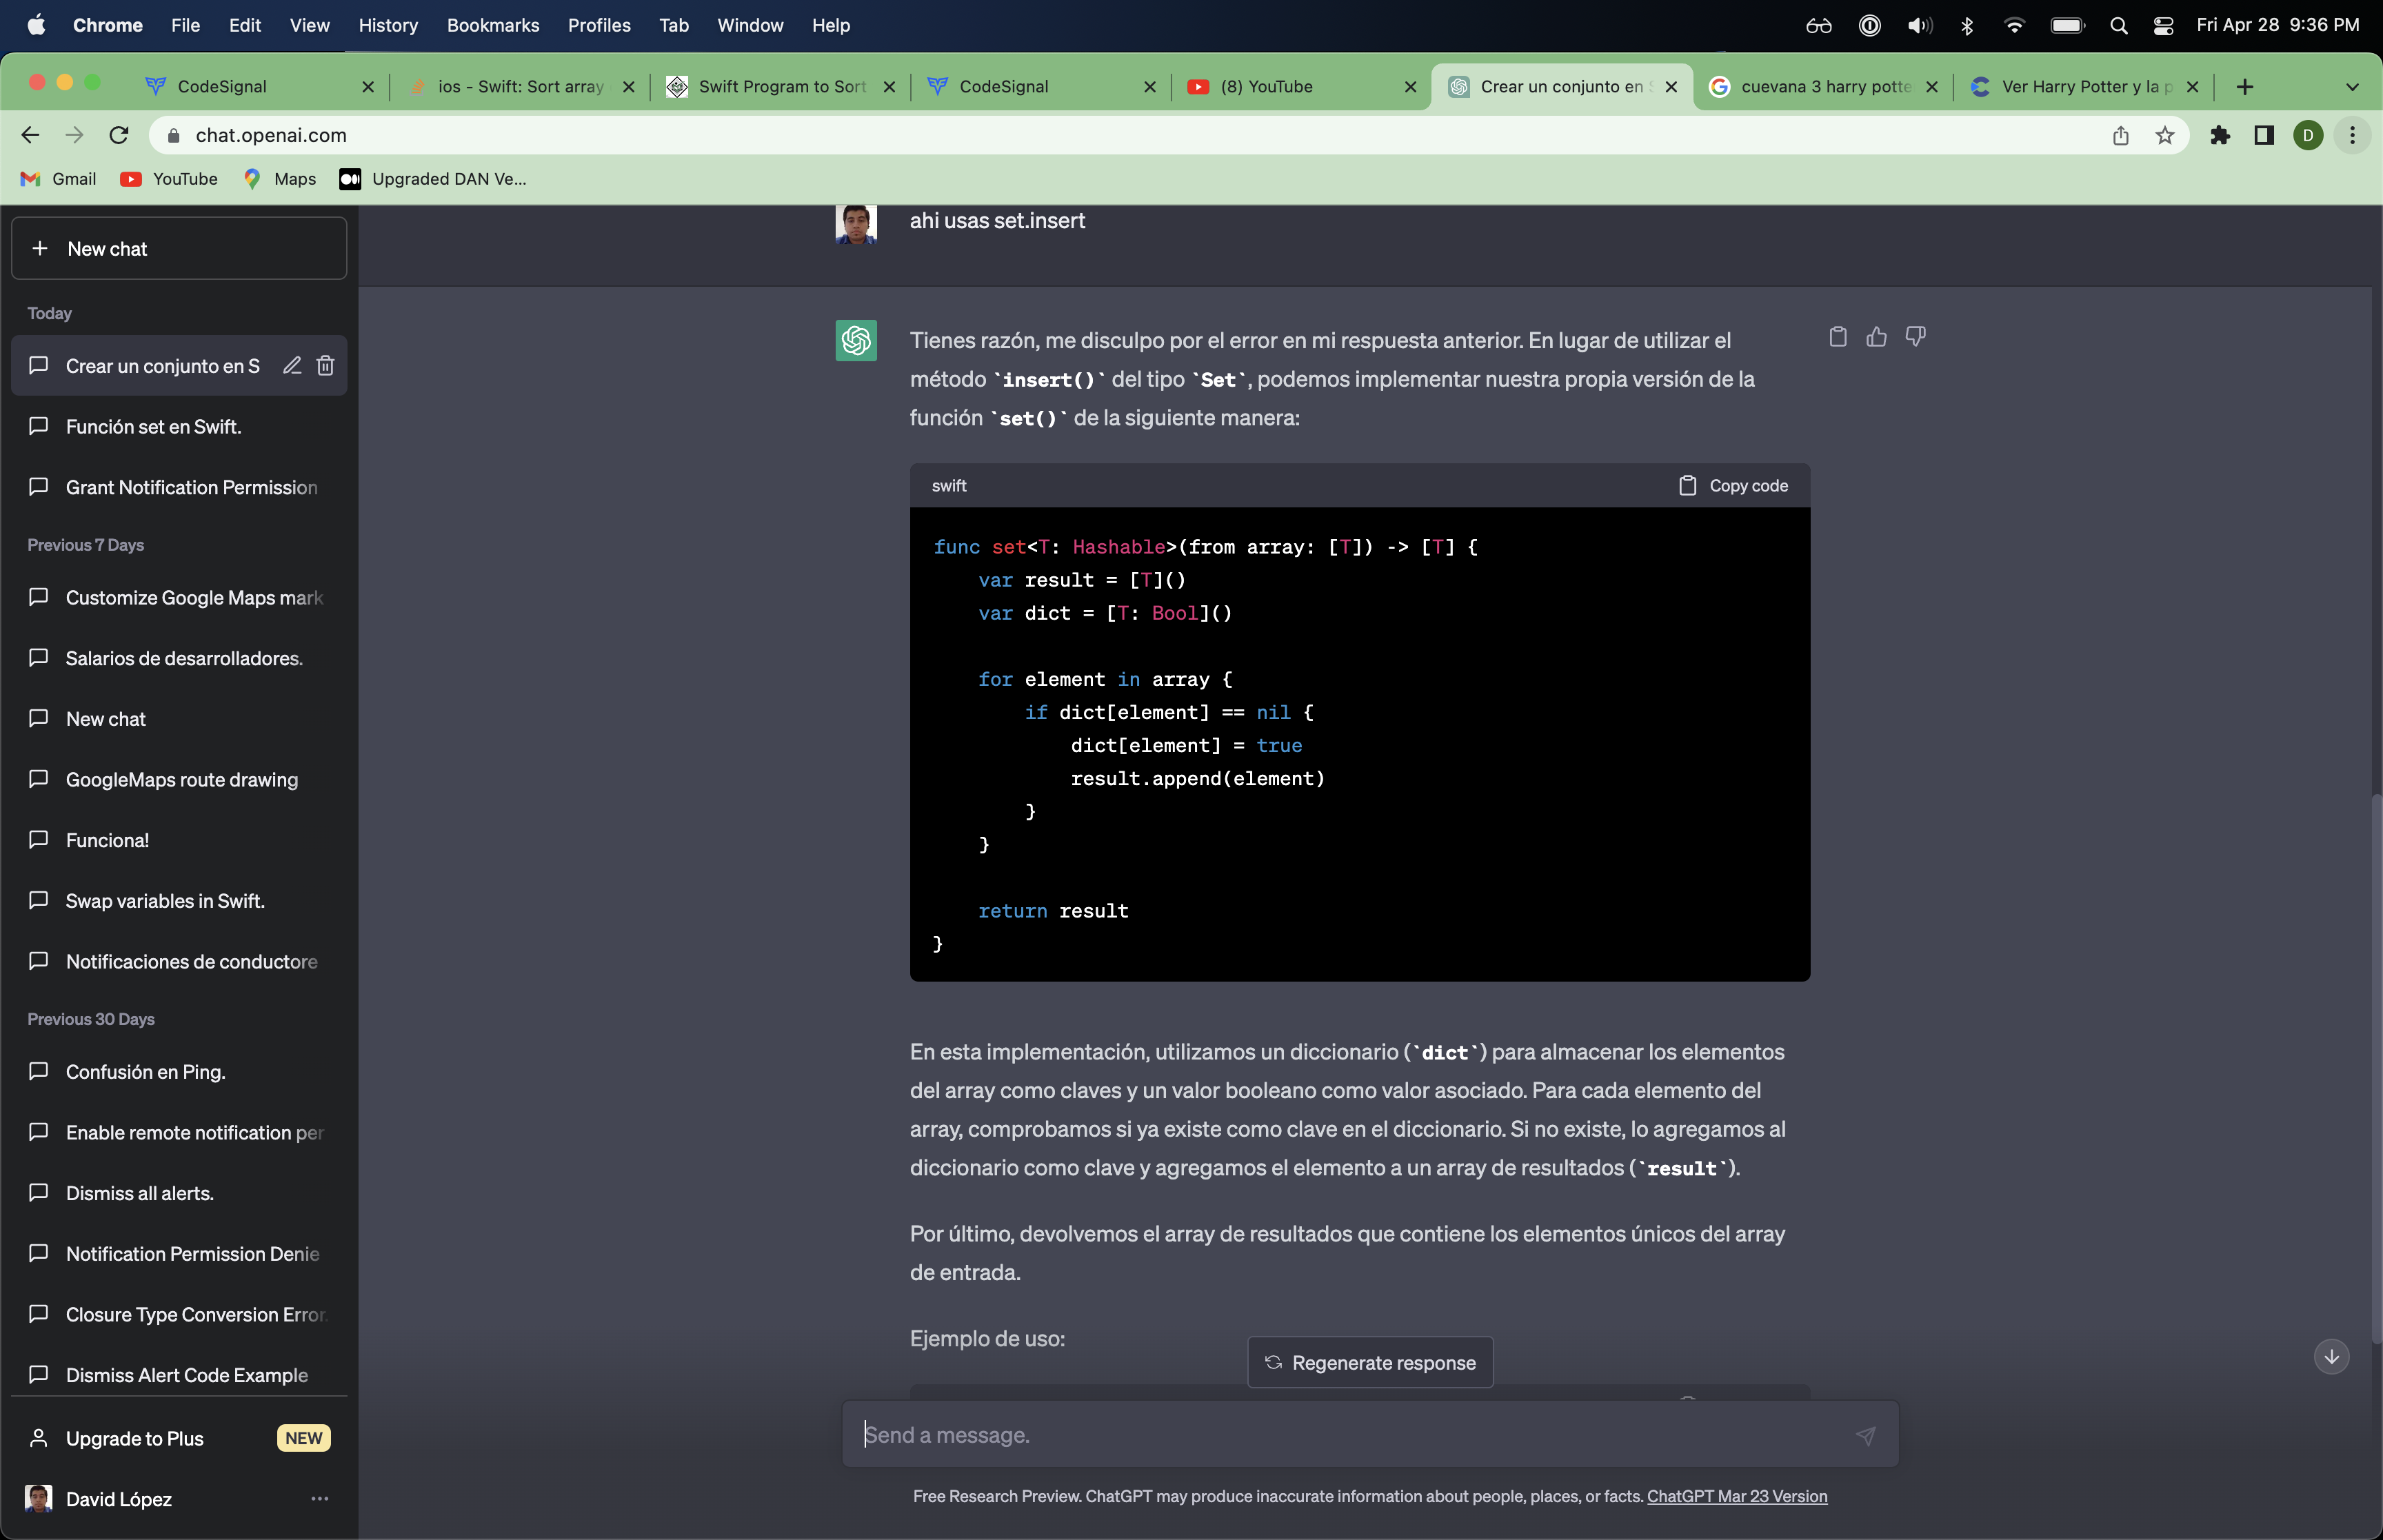 Chrome File Edit View History Bookmarks Profiles Tab Window Help Fri Apr 28 9:36 PM
CodeSignal ios - Swift: Sort array Swift Program to Sort CodeSignal (8) YouTube Crear un conjunto en S cuevana 3 harry potte Ver Harry Potter y la p
chat.openai.com D
Gmail YouTube Maps Upgraded DAN Ve...
New chat
Today
Crear un conjunto en S
Función set en Swift.
Grant Notification Permission
Previous 7 Days
Customize Google Maps mark
Salarios de desarrolladores.
New chat
GoogleMaps route drawing
Funciona!
Swap variables in Swift.
Notificaciones de conductore
Previous 30 Days
Confusión en Ping.
Enable remote notification per
Dismiss all alerts.
Notification Permission Denie
Closure Type Conversion Error.
Dismiss Alert Code Example
Upgrade to Plus NEW
David López
ahi usas set.insert
Tienes razón, me disculpo por el error en mi respuesta anterior. En lugar de utilizar el
método `insert()` del tipo `Set`, podemos implementar nuestra propia versión de la
función `set()` de la siguiente manera:
swift Copy code
func set<T: Hashable>(from array: [T]) -> [T] {
    var result = [T]()
    var dict = [T: Bool]()
    for element in array {
        if dict[element] == nil {
            dict[element] = true
            result.append(element)
        }
    }
    return result
}
En esta implementación, utilizamos un diccionario (`dict`) para almacenar los elementos
del array como claves y un valor booleano como valor asociado. Para cada elemento del
array, comprobamos si ya existe como clave en el diccionario. Si no existe, lo agregamos al
diccionario como clave y agregamos el elemento a un array de resultados (`result`).
Por último, devolvemos el array de resultados que contiene los elementos únicos del array
de entrada.
Ejemplo de uso:
Regenerate response
Send a message.
Free Research Preview. ChatGPT may produce inaccurate information about people, places, or facts. ChatGPT Mar 23 Version